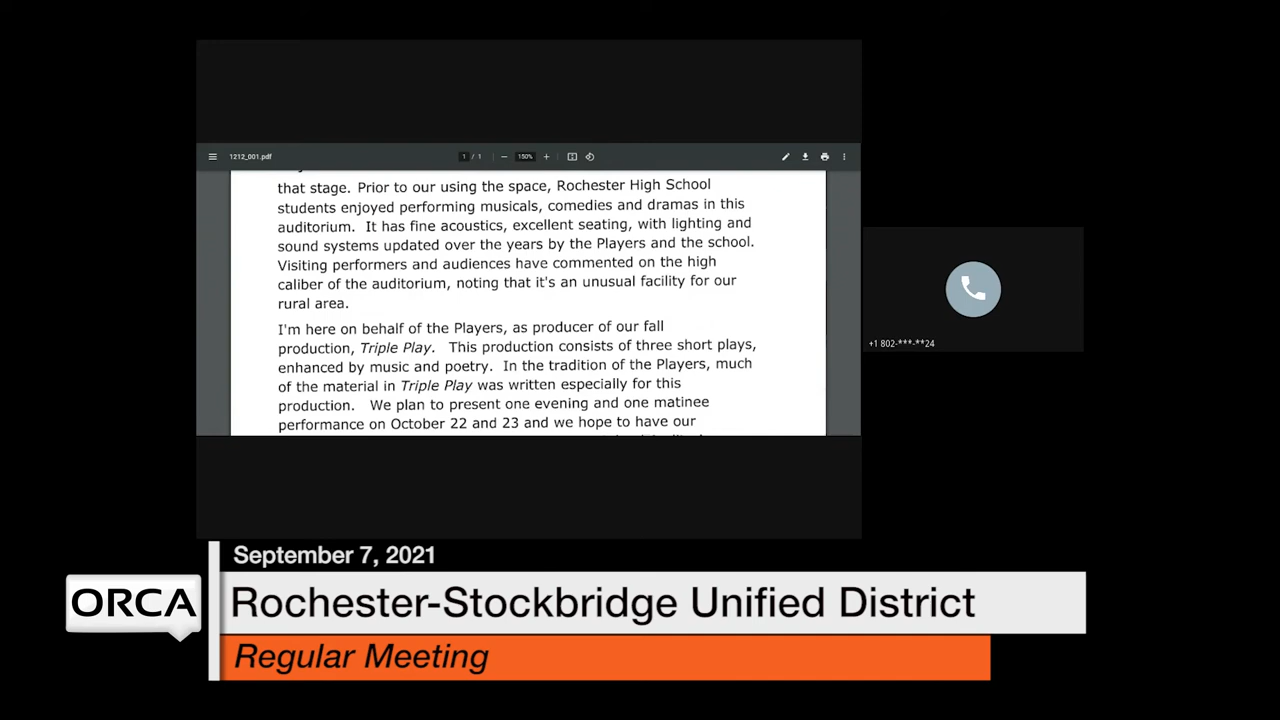 1212_001.pdf
1 / 1
150%
that stage. Prior to our using the space, Rochester High School
students enjoyed performing musicals, comedies and dramas in this
auditorium. It has fine acoustics, excellent seating, with lighting and
sound systems updated over the years by the Players and the school.
Visiting performers and audiences have commented on the high
caliber of the auditorium, noting that it's an unusual facility for our
rural area.
I'm here on behalf of the Players, as producer of our fall
production, Triple Play. This production consists of three short plays,
enhanced by music and poetry. In the tradition of the Players, much
of the material in Triple Play was written especially for this
production. We plan to present one evening and one matinee
performance on October 22 and 23 and we hope to have our
+1 802-***-**24
September 7, 2021
ORCA
Rochester-Stockbridge Unified District
Regular Meeting